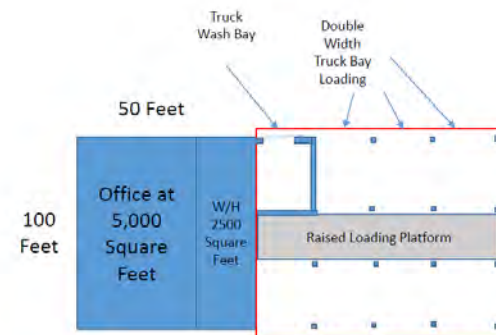 Truck
Wash Bay
Double
Width
Truck Bay
Loading
50 Feet
100
Feet
Office at
5,000
Square
Feet
W/H
2500
Square
Feet
Raised Loading Platform